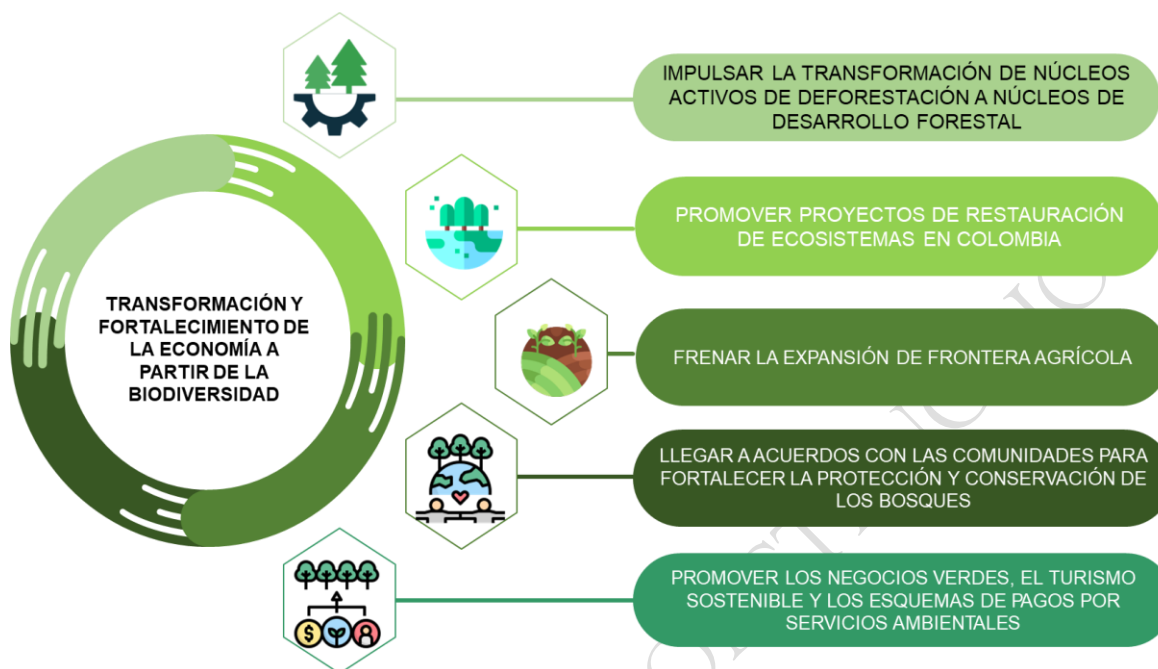 IMPULSAR LA TRANSFORMACIÓN DE NÚCLEOS
ACTIVOS DE DEFORESTACIÓN A NÚCLEOS DE
DESARROLLO FORESTAL
PROMOVER PROYECTOS DE RESTAURACIÓN
DE ECOSISTEMAS EN COLOMBIA
TRANSFORMACIÓN Y
FORTALECIMIENTO DE
LA ECONOMÍA A
PARTIR DE LA
BIODIVERSIDAD
FRENAR LA EXPANSIÓN DE FRONTERA AGRÍCOLA
LLEGAR A ACUERDOS CON LAS COMUNIDADES PARA
FORTALECER LA PROTECCIÓN Y CONSERVACIÓN DE
LOS BOSQUES
PROMOVER LOS NEGOCIOS VERDES, EL TURISMO
SOSTENIBLE Y LOS ESQUEMAS DE PAGOS POR
SERVICIOS AMBIENTALES
$